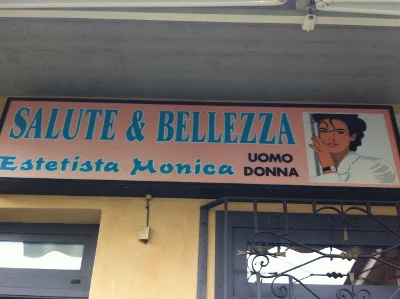 SALUTE & BELLEZZA
Estetista Monica
UOMO
DONNA